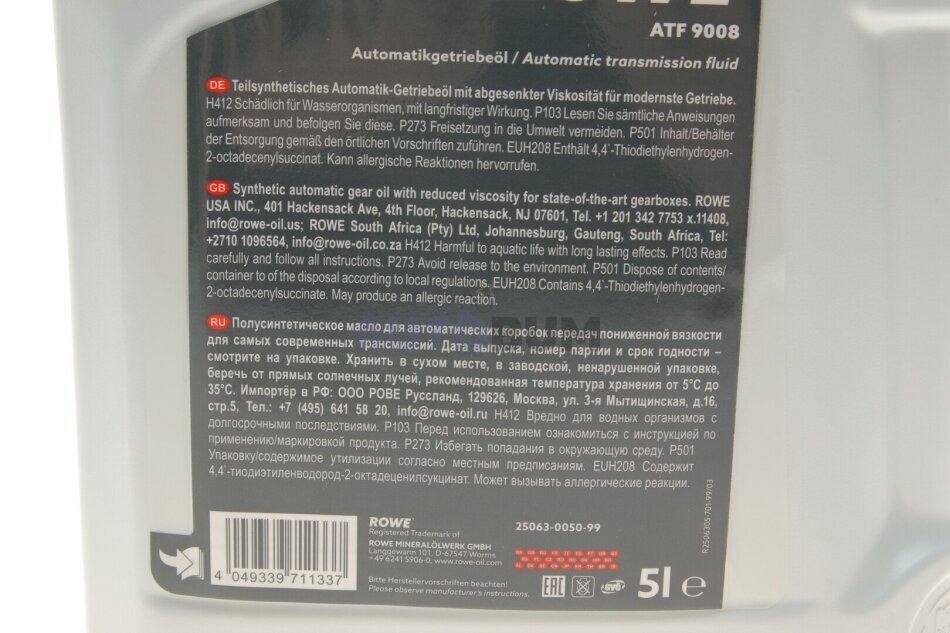 ATF 9008
Automatikgetriebeöl / Automatic transmission fluid
DE Teilsynthetisches Automatik-Getriebeöl mit abgesenkter Viskosität für modernste Getriebe.
H412 Schädlich für Wasserorganismen, mit langfristiger Wirkung. P103 Lesen Sie sämtliche Anweisungen
aufmerksam und befolgen Sie diese. P273 Freisetzung in die Umwelt vermeiden. P501 Inhalt/Behälter
der Entsorgung gemäß den örtlichen Vorschriften zuführen. EUH208 Enthält 4,4´-Thiodiethylenhydrogen-
2-octadecenylsuccinat. Kann allergische Reaktionen hervorrufen.
GB Synthetic automatic gear oil with reduced viscosity for state-of-the-art gearboxes. ROWE
USA INC., 401 Hackensack Ave, 4th Floor, Hackensack, NJ 07601, Tel. +1 201 342 7753 x.11408,
info@rowe-oil.us; ROWE South Africa (Pty) Ltd, Johannesburg, Gauteng, South Africa, Tel:
+2710 1096564, info@rowe-oil.co.za H412 Harmful to aquatic life with long lasting effects. P103 Read
carefully and follow all instructions. P273 Avoid release to the environment. P501 Dispose of contents/
container to of the disposal according to local regulations. EUH208 Contains 4,4´-Thiodiethylenhydrogen-
2-octadecenylsuccinate. May produce an allergic reaction.
RU Полусинтетическое масло для автоматических коробок передач пониженной вязкости
для самых современных трансмиссий. Дата выпуска, номер партии и срок годности –
смотрите на упаковке. Хранить в сухом месте, в заводской, ненарушенной упаковке,
беречь от прямых солнечных лучей, рекомендованная температура хранения от 5°C до
35°C. Импортёр в РФ: ООО РОВЕ Руссланд, 129626, Москва, ул. 3-я Мытищинская, д.16,
стр.5, Тел.: +7 (495) 641 58 20, info@rowe-oil.ru H412 Вредно для водных организмов с
долгосрочными последствиями. P103 Перед использованием ознакомиться с инструкцией по
применению/маркировкой продукта. P273 Избегать попадания в окружающую среду. P501
Упаковку/содержимое утилизации согласно местным предписаниям. EUH208 Содержит
4,4´-тиодиэтиленводород-2-октадеценилсукцинат. Может вызывать аллергические реакции.
R2506305-701-99/03
ROWE
Registered Trademark of
ROWE MINERALÖLWERK GMBH
Langgewann 101, D-67547 Worms
+49 6241 5906-0, www.rowe-oil.com
25063-0050-99
4 049339 711337
Bitte Herstellervorschriften beachten!
Please observe manufacturer's instructions.
EAC
GVÖ
5l e